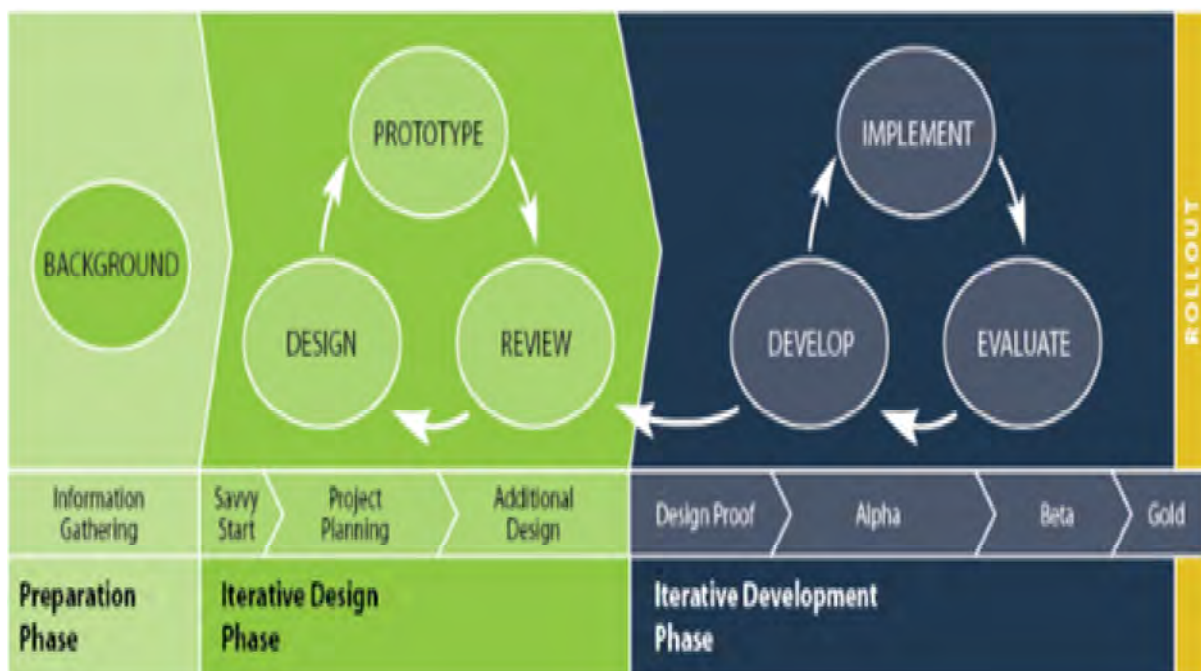 PROTOTYPE
IMPLEMENT
BACKGROUND
DESIGN
REVIEW
DEVELOP
EVALUATE
ROLLOUT
Information
Gathering
Savvy
Start
Project
Planning
Additional
Design
Design Proof
Alpha
Beta
Gold
Preparation
Phase
Iterative Design
Phase
Iterative Development
Phase